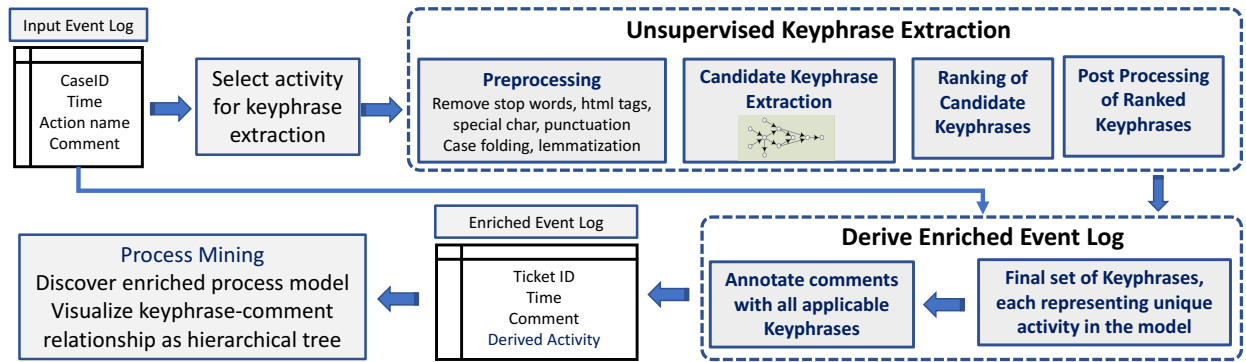 Input Event Log
CaseID
Time
Action name
Comment
Select activity
for keyphrase
extraction
Unsupervised Keyphrase Extraction
Preprocessing
Remove stop words, html tags,
special char, punctuation
Case folding, lemmatization
Candidate Keyphrase
Extraction
Ranking of
Candidate
Keyphrases
Post Processing
of Ranked
Keyphrases
Derive Enriched Event Log
Final set of Keyphrases,
each representing unique
activity in the model
Annotate comments
with all applicable
Keyphrases
Enriched Event Log
Ticket ID
Time
Comment
Derived Activity
Process Mining
Discover enriched process model
Visualize keyphrase-comment
relationship as hierarchical tree